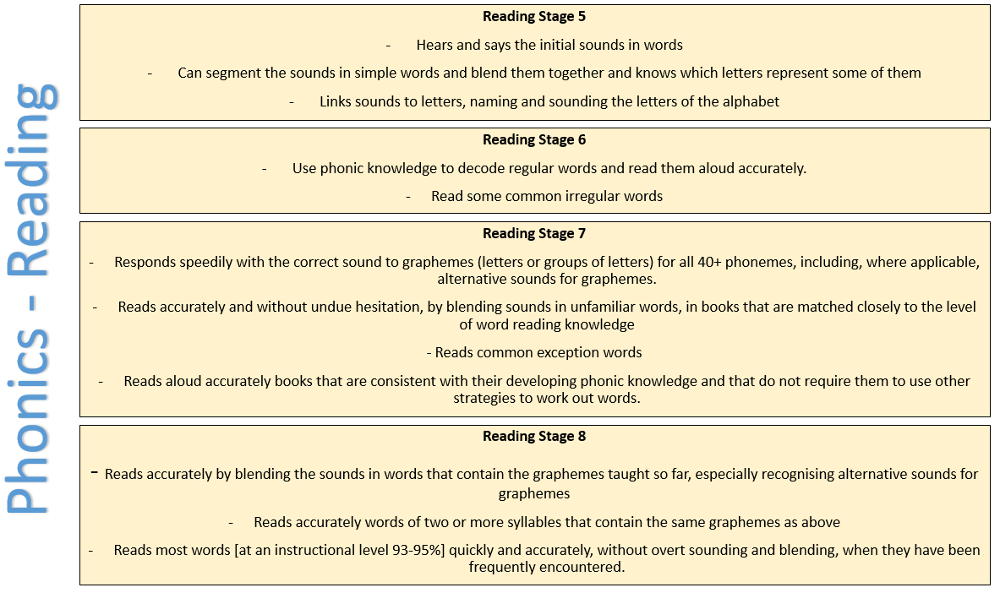 Phonics - Reading
Reading Stage 5
- Hears and says the initial sounds in words
- Can segment the sounds in simple words and blend them together and knows which letters represent some of them
- Links sounds to letters, naming and sounding the letters of the alphabet
Reading Stage 6
- Use phonic knowledge to decode regular words and read them aloud accurately.
- Read some common irregular words
Reading Stage 7
- Responds speedily with the correct sound to graphemes (letters or groups of letters) for all 40+ phonemes, including, where applicable,
alternative sounds for graphemes.
- Reads accurately and without undue hesitation, by blending sounds in unfamiliar words, in books that are matched closely to the level
of word reading knowledge
- Reads common exception words
- Reads aloud accurately books that are consistent with their developing phonic knowledge and that do not require them to use other
strategies to work out words.
Reading Stage 8
- Reads accurately by blending the sounds in words that contain the graphemes taught so far, especially recognising alternative sounds for
graphemes
- Reads accurately words of two or more syllables that contain the same graphemes as above
- Reads most words [at an instructional level 93-95%] quickly and accurately, without overt sounding and blending, when they have been
frequently encountered.